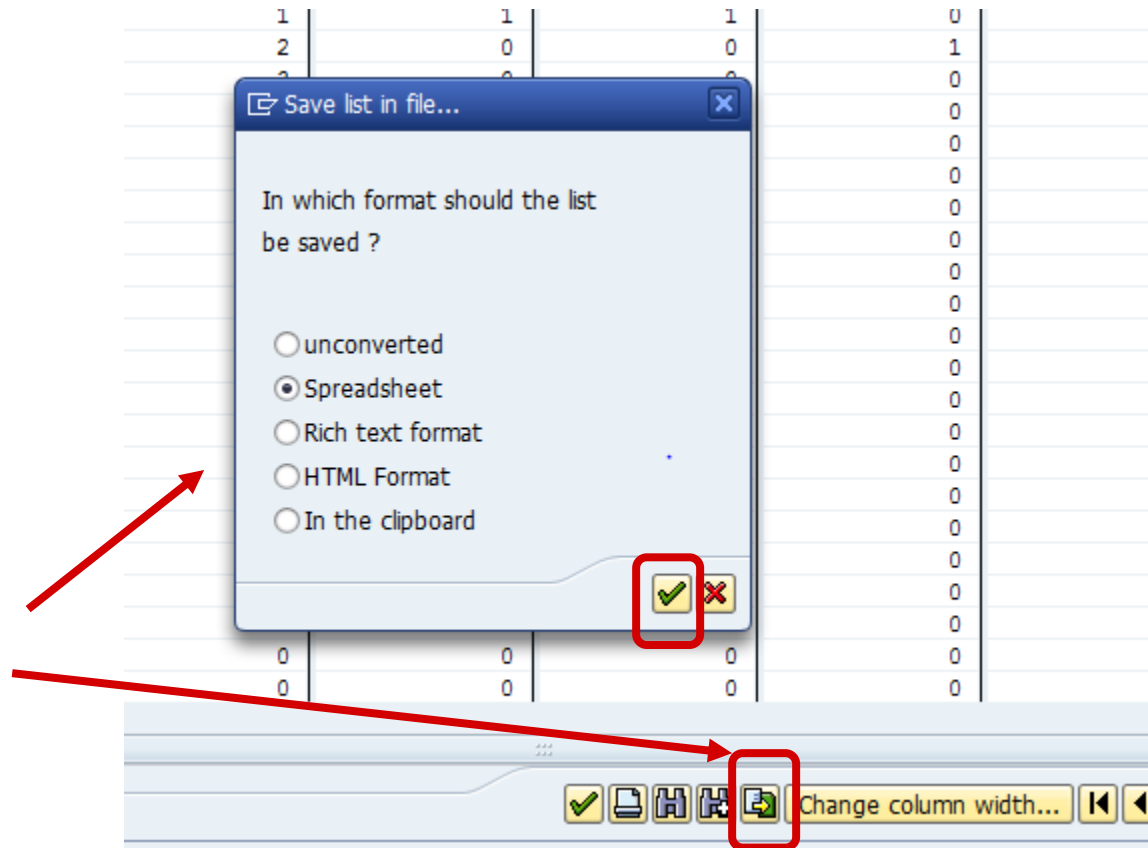 1 1 1 0
2 0 0 1
0
Save list in file...
0
0
0
In which format should the list
0
be saved ?
0
0
0
0
unconverted
0
Spreadsheet
0
0
Rich text format
0
HTML Format
0
0
In the clipboard
0
0
0
0
0 0 0 0
0 0 0 0
Change column width...